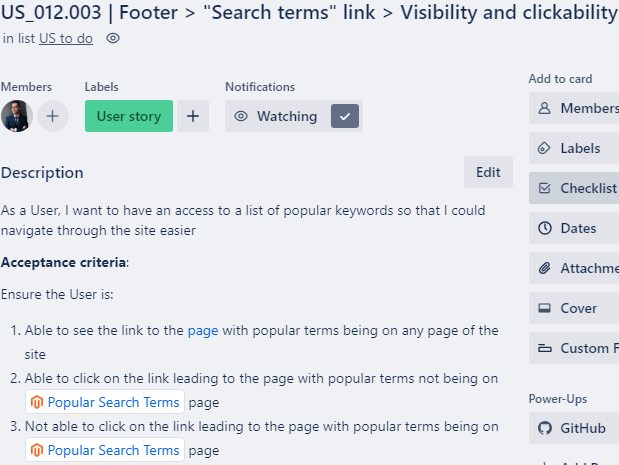 US_012.003 | Footer > "Search terms" link > Visibility and clickability
in list US to do
Members
Labels
Notifications
User story
Watching
Description
Edit
As a User, I want to have an access to a list of popular keywords so that I could
navigate through the site easier
Acceptance criteria:
Ensure the User is:
1. Able to see the link to the page with popular terms being on any page of the
site
2. Able to click on the link leading to the page with popular terms not being on
Popular Search Terms page
3. Not able to click on the link leading to the page with popular terms being on
Popular Search Terms page
Add to card
Members
Labels
Checklist
Dates
Attachme
Cover
Custom F
Power-Ups
GitHub